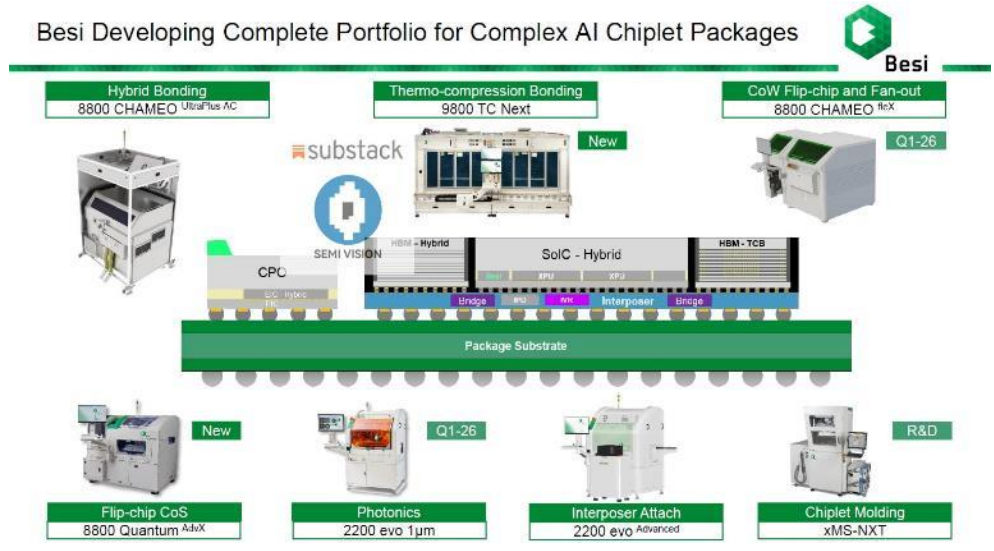 Besi Developing Complete Portfolio for Complex AI Chiplet Packages
Besi
Hybrid Bonding
8800 CHAMEO UltraPlus AC
Thermo-compression Bonding
9800 TC Next
New
CoW Flip-chip and Fan-out
8800 CHAMEO fleX
Q1-26
substack
SEMI VISION
CPO
EIC - Hybrid
HBM - Hybrid
SoIC - Hybrid
XPU
XPU
HBM - TCB
Bridge
Interposer
Bridge
Package Substrate
New
Flip-chip CoS
8800 Quantum AdvX
Q1-26
Photonics
2200 evo 1µm
Interposer Attach
2200 evo Advanced
R&D
Chiplet Molding
xMS-NXT